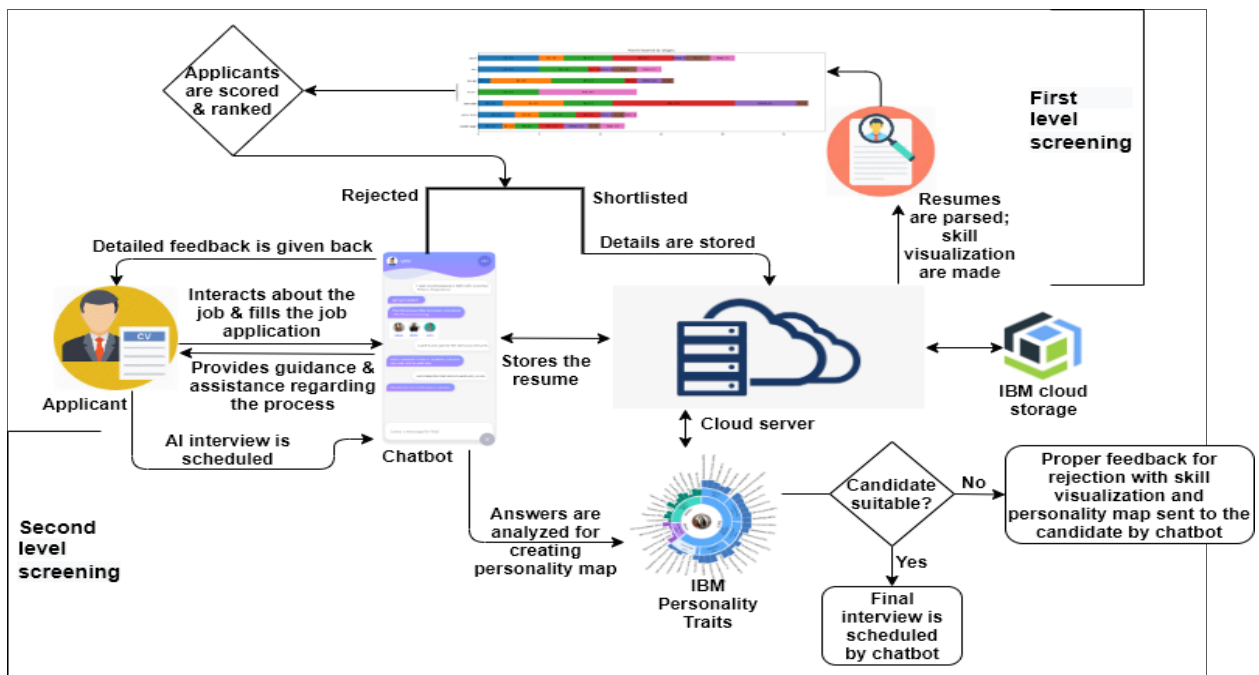 Applicants
are scored
& ranked
First
level
screening
Rejected
Shortlisted
Resumes
are parsed;
skill
visualization
are made
Detailed feedback is given back
Details are stored
Interacts about the
job & fills the job
application
CV
Provides guidance &
assistance regarding
the process
Stores the
resume
Applicant
IBM cloud
storage
Cloud server
AI interview is
scheduled
Chatbot
Candidate
suitable?
No
Proper feedback for
rejection with skill
visualization and
personality map sent to the
candidate by chatbot
Second
level
screening
Answers are
analyzed for
creating
personality map
Yes
IBM
Personality
Traits
Final
interview is
scheduled
by chatbot